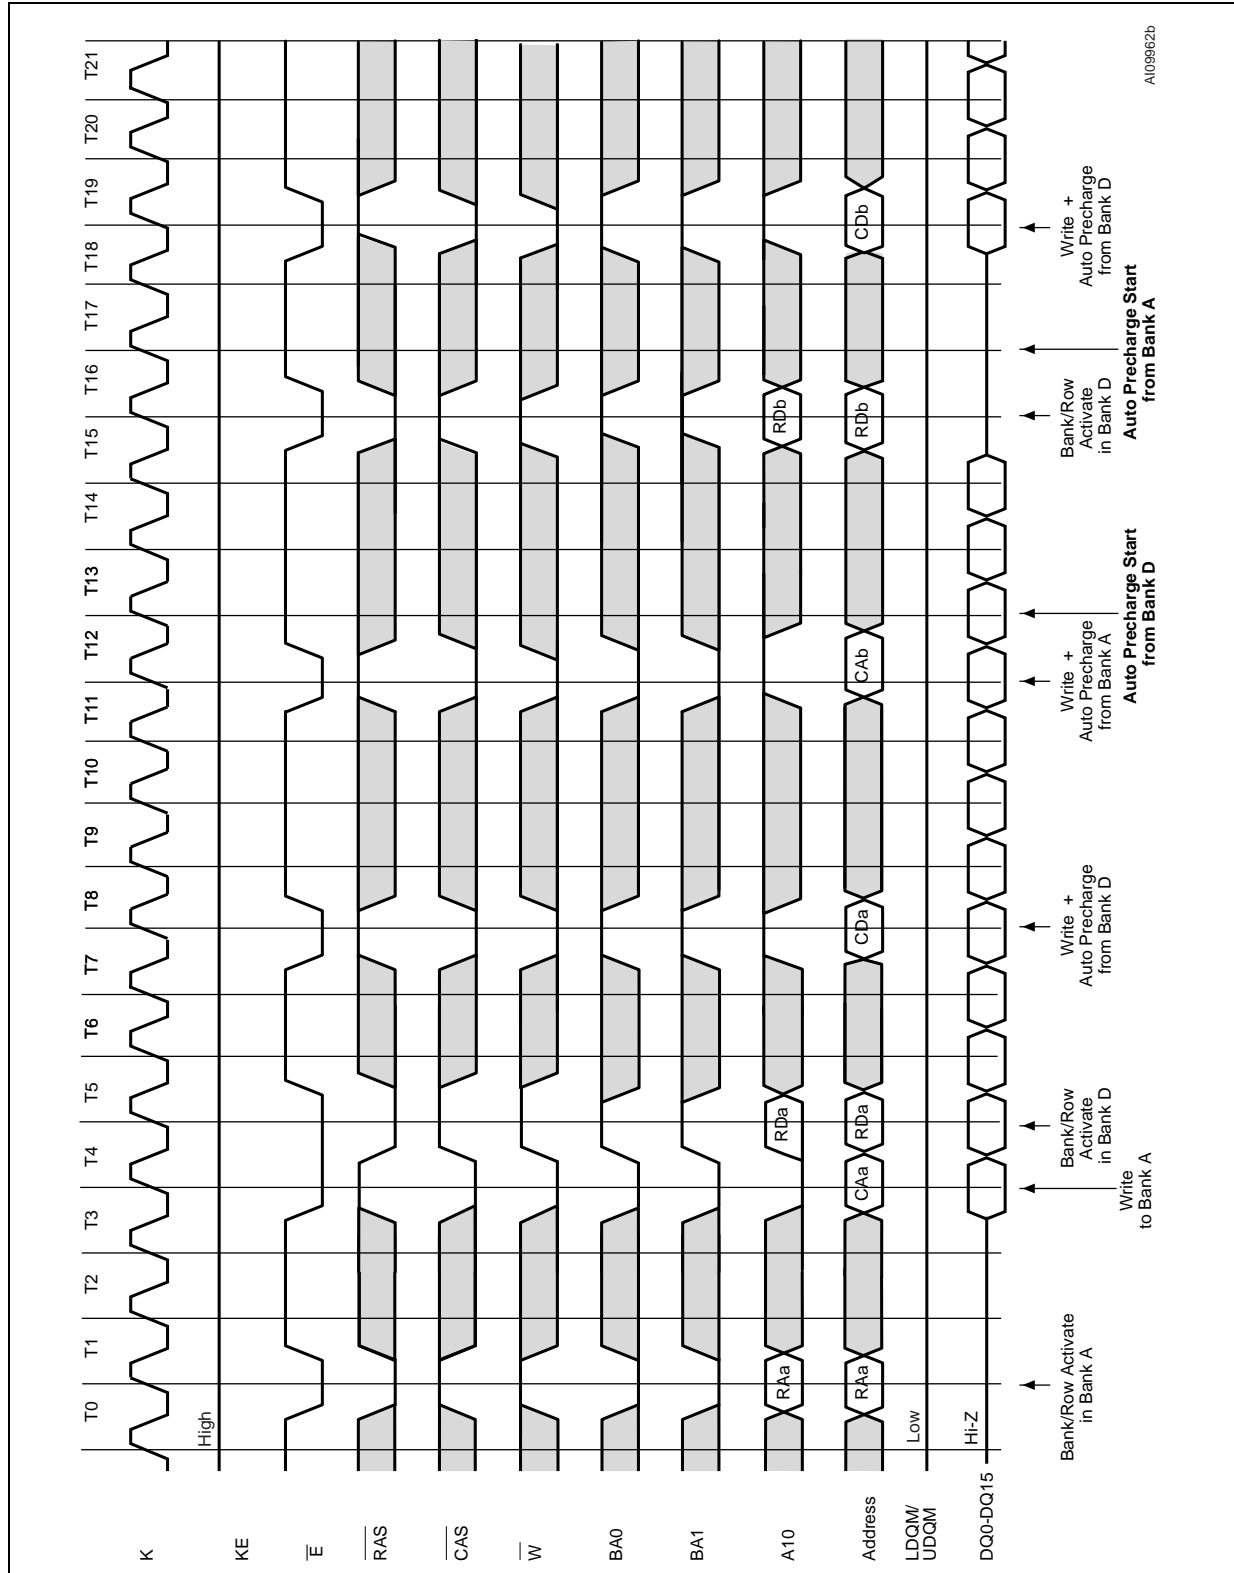 T0 T1 T2 T3 T4 T5 T6 T7 T8 T9 T10 T11 T12 T13 T14 T15 T16 T17 T18 T19 T20 T21
K
KE High
E
RAS
CAS
W
BA0
BA1
A10 RAa RDa RDb
Address RAa CAa RDa CDa CAb RDb CDb
LDQM/
UDQM
Low
DQ0-DQ15 Hi-Z
Bank/Row Activate
in Bank A
Write
to Bank A
Bank/Row
Activate
in Bank D
Write +
Auto Precharge
from Bank D
Write +
Auto Precharge
from Bank A
Auto Precharge Start
from Bank D
Bank/Row
Activate
in Bank D
Auto Precharge Start
from Bank A
Write +
Auto Precharge
from Bank D
AI09962b